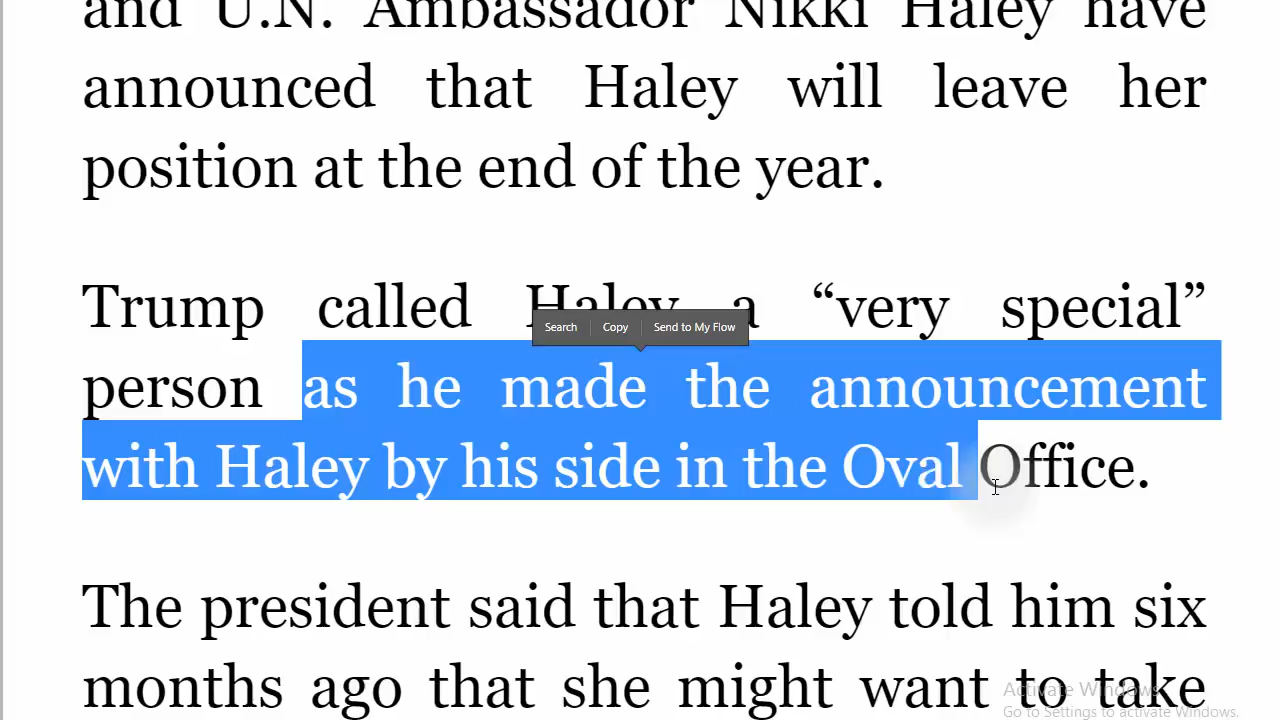 and U.N. Ambassador Nikki Haley have
announced that Haley will leave her
position at the end of the year.
Trump called Haley a “very special”
Search Copy Send to My Flow
person as he made the announcement
with Haley by his side in the Oval Office.
The president said that Haley told him six
months ago that she might want to take
Activate Windows
Go to Settings to activate Windows.